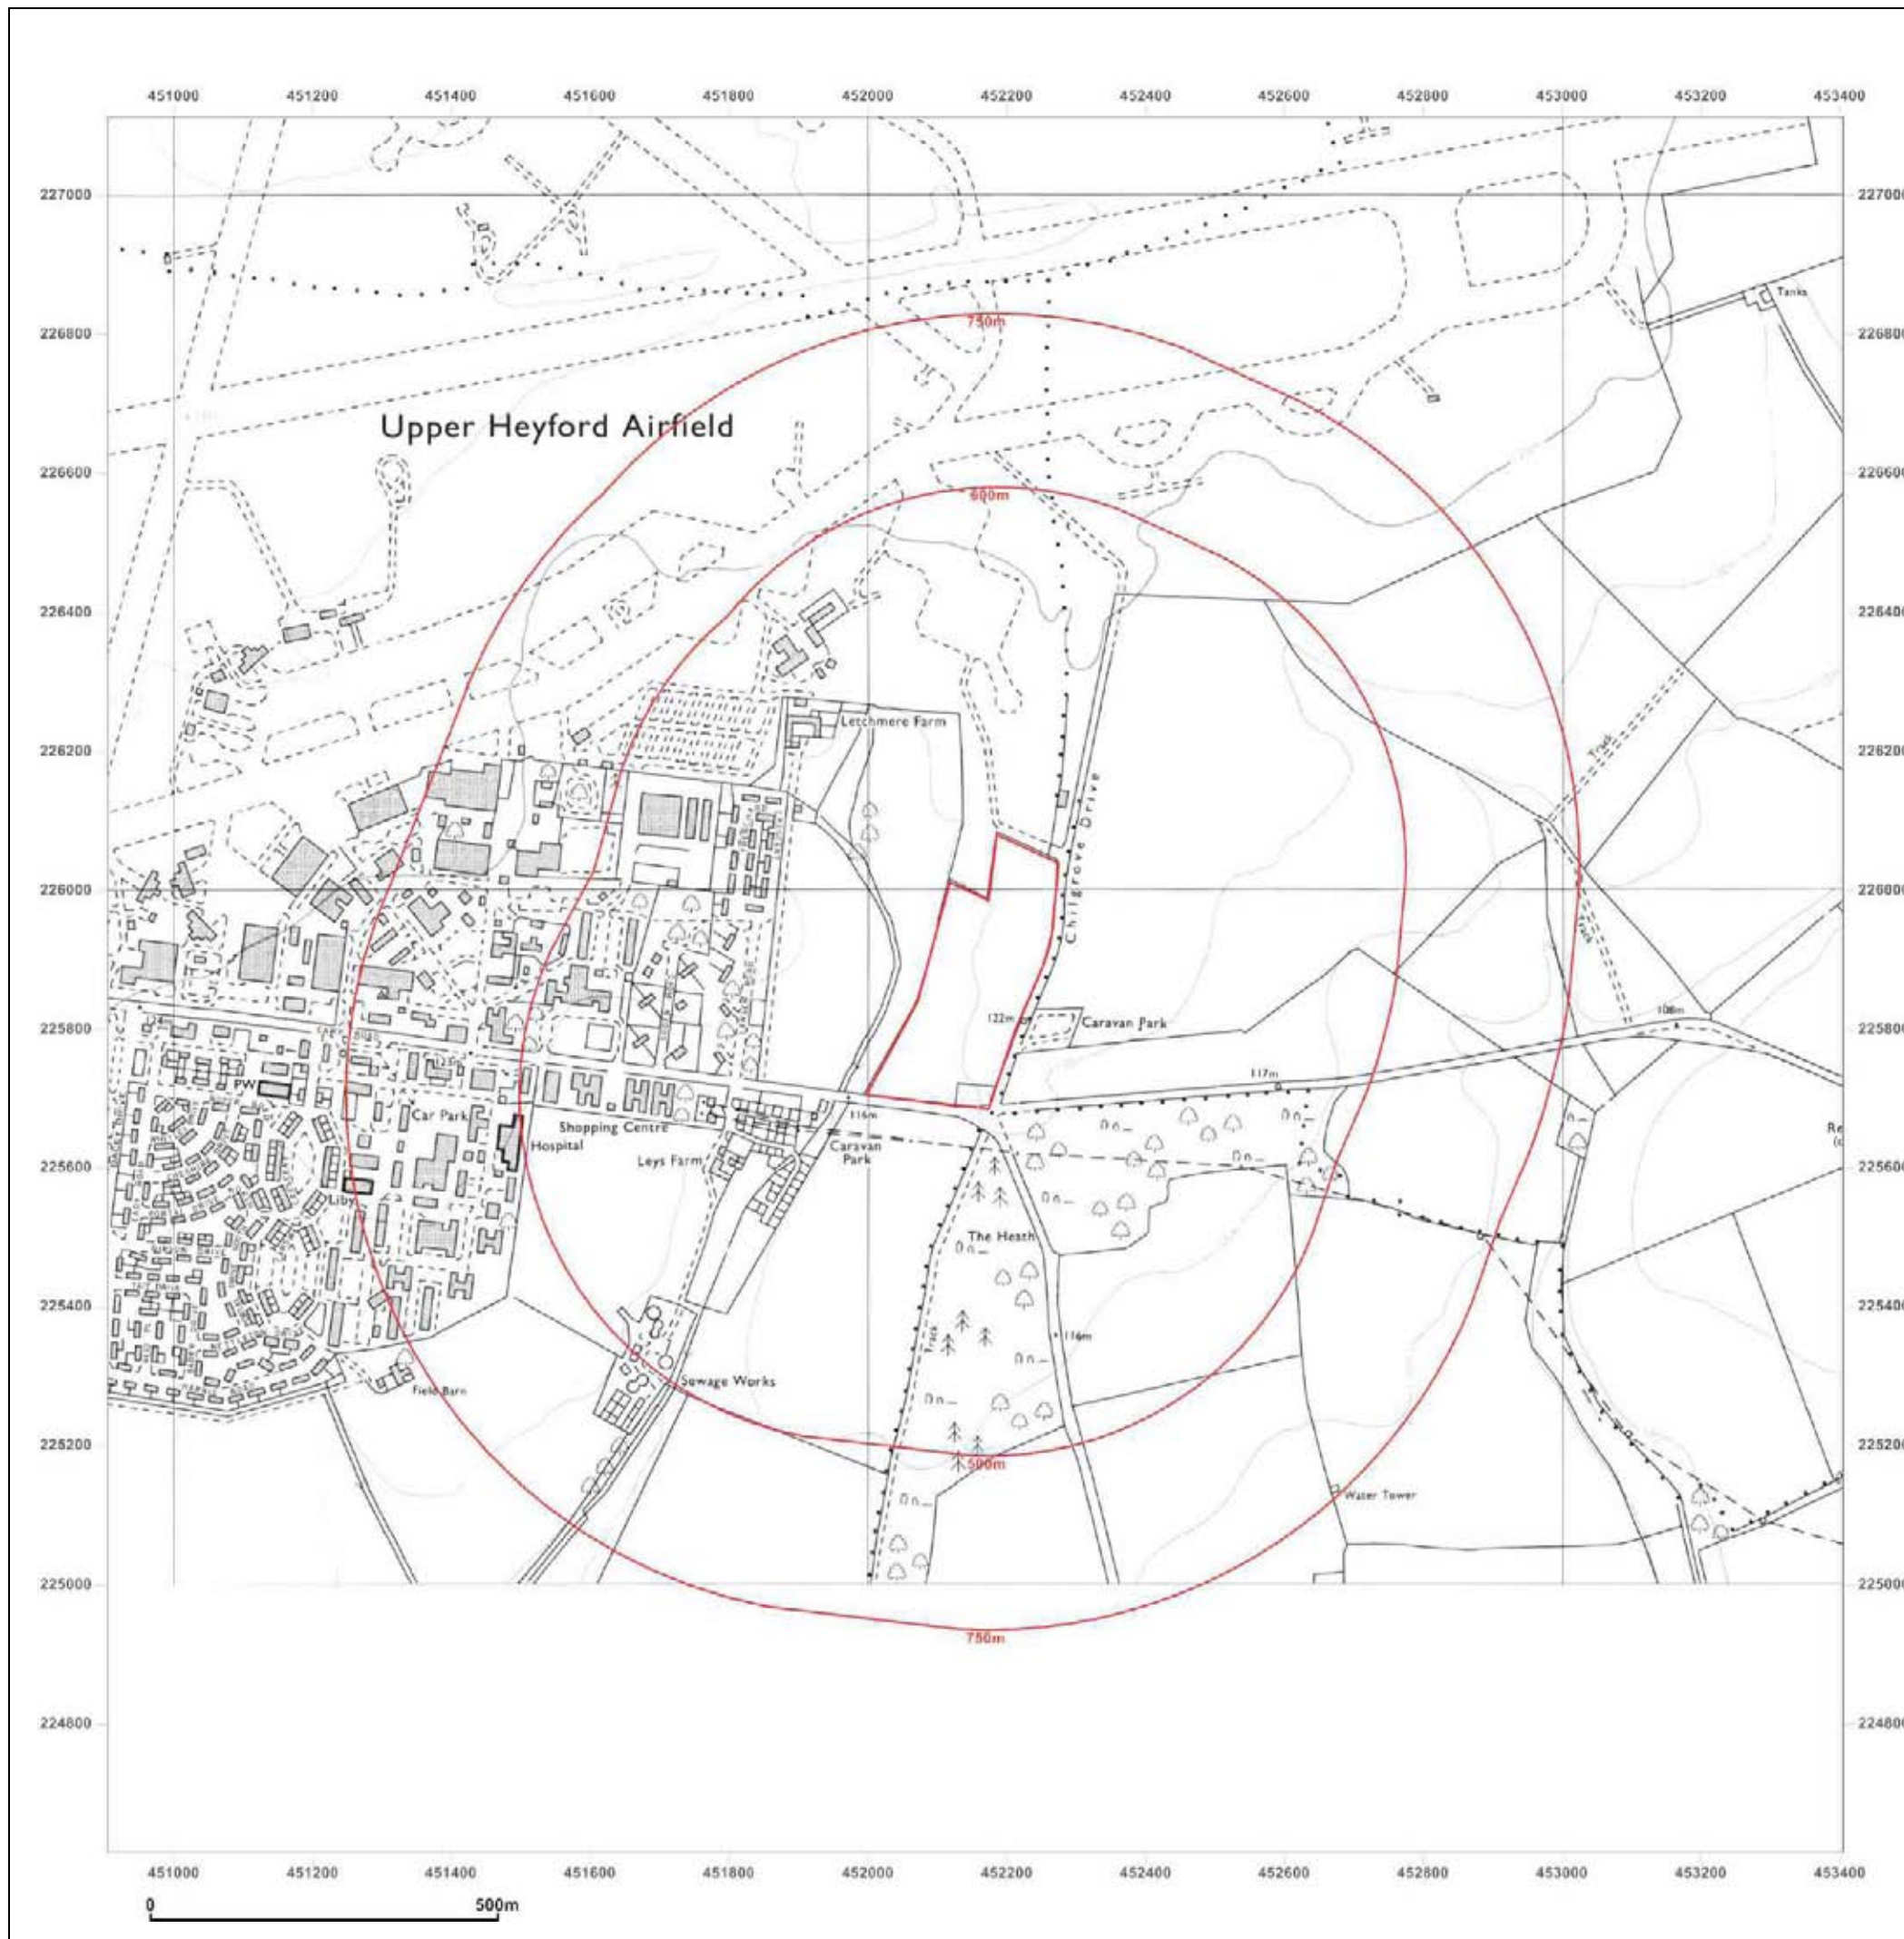 451000 451200 451400 451600 451800 452000 452200 452400 452600 452800 453000 453200 453400
227000
226800
226600
226400
226200
226000
225800
225600
225400
225200
225000
224800
227000
Tanks
750m
Upper Heyford Airfield
600m
Letchmere Farm
Track
Chilgrove Drive
Track
122m
Caravan Park
108m
117m
PW
Car Park
116m
Shopping Centre
Hospital
Caravan
Park
Leys Farm
Liby
The Heath
116m
Track
Sewage Works
Field Barn
500m
Water Tower
750m
451000 451200 451400 451600 451800 452000 452200 452400 452600 452800 453000 453200 453400
0 500m